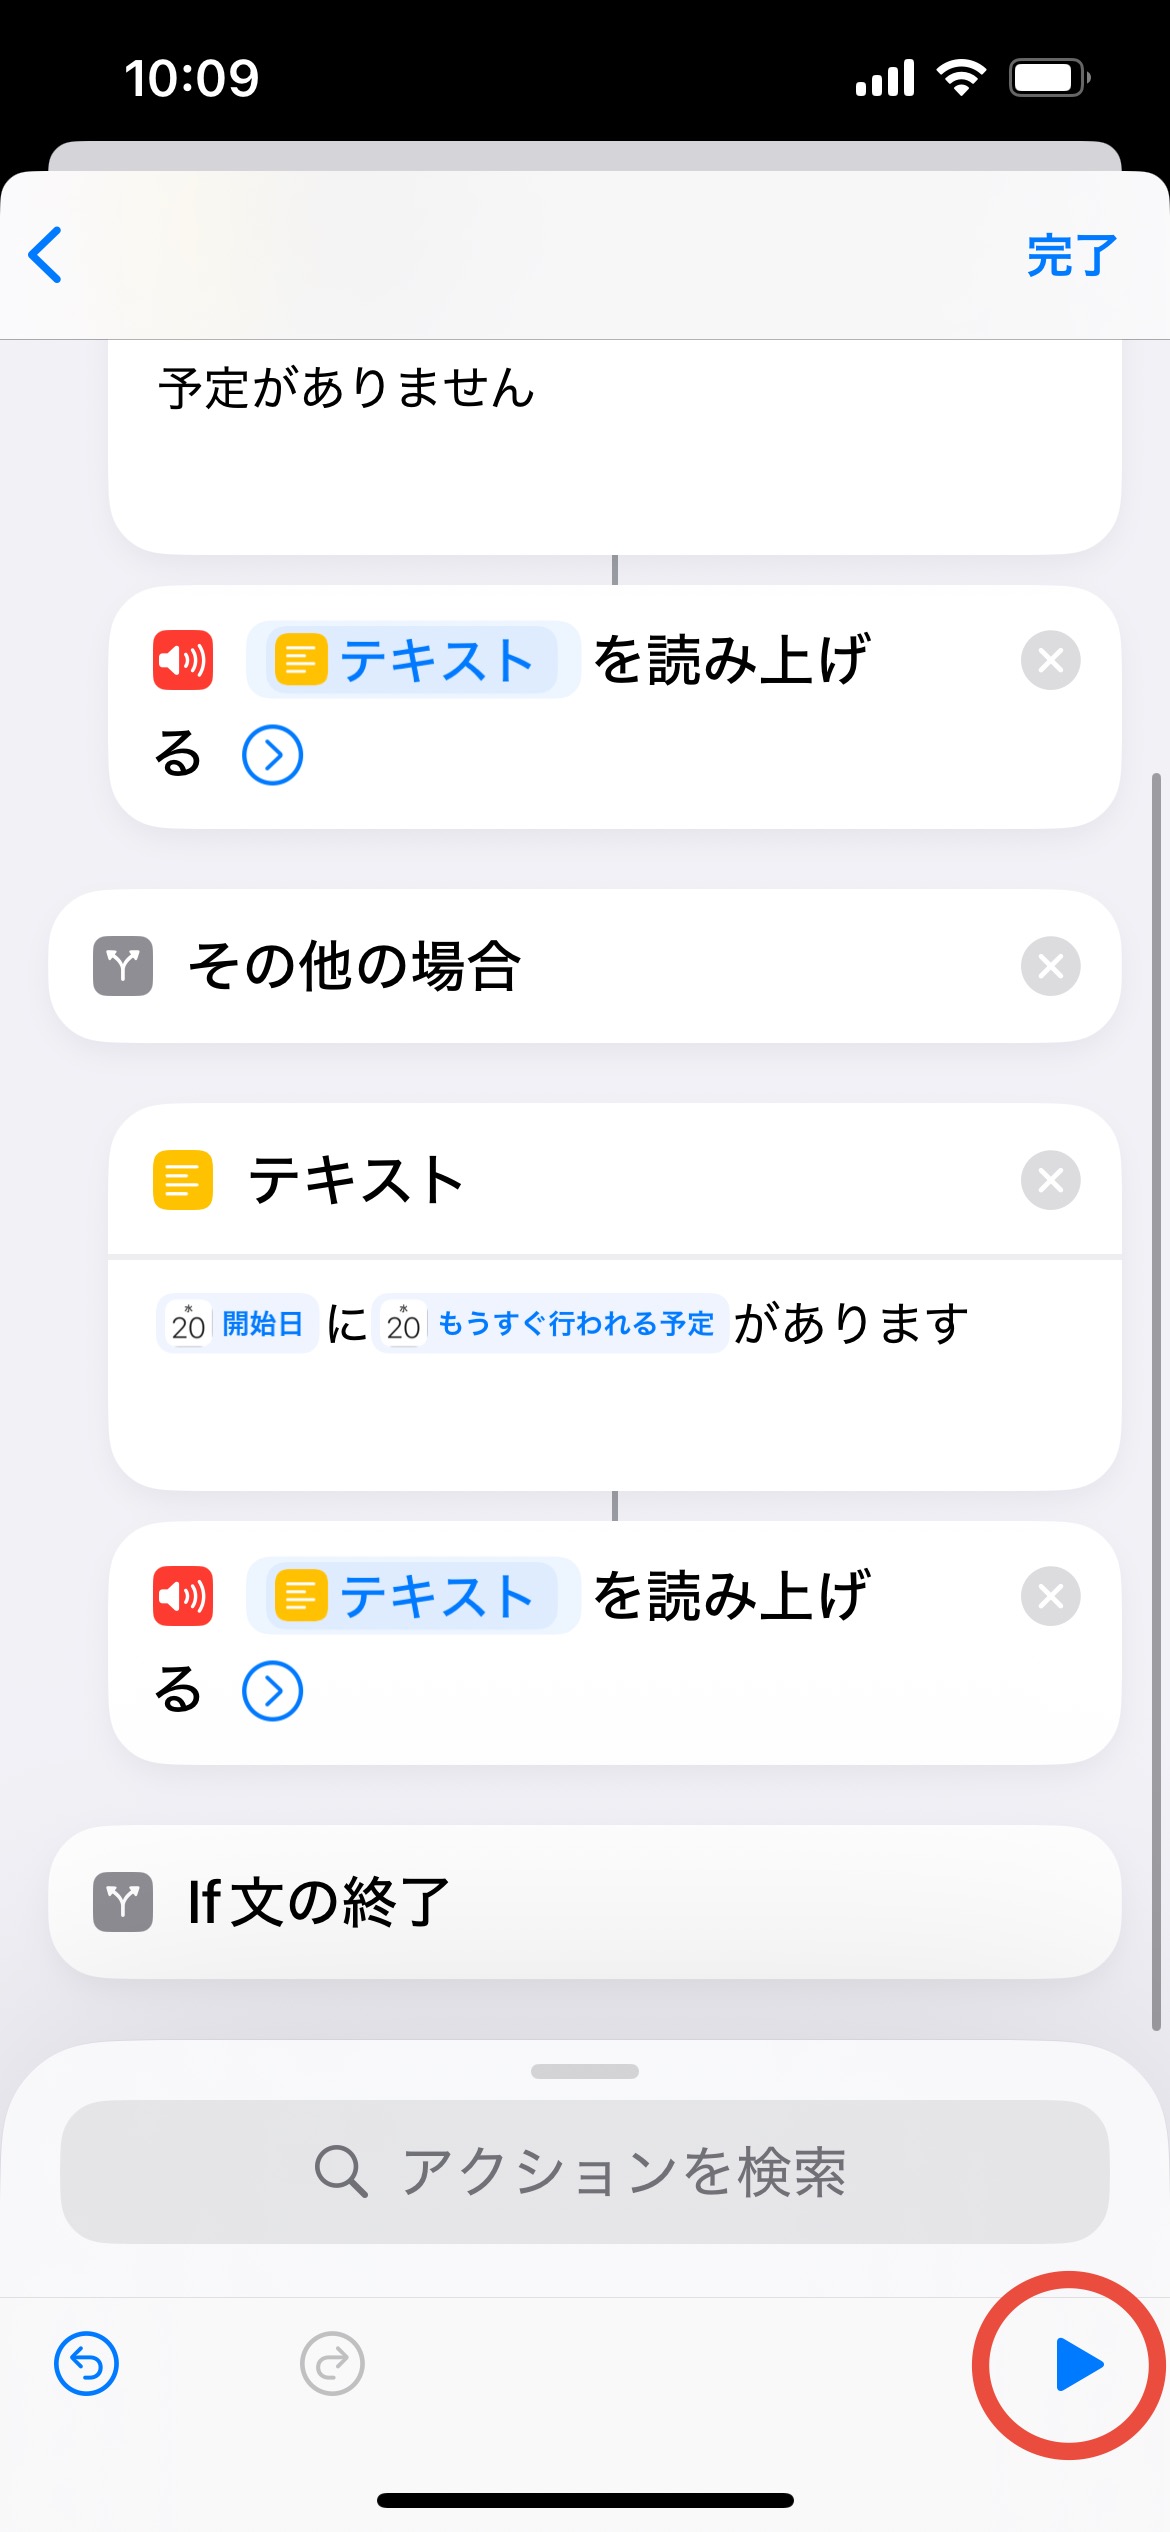 10:09
完了
予定がありません
テキスト を読み上げ
る
その他の場合
テキスト
水 20 開始日 に 水 20 もうすぐ行われる予定 があります
テキスト を読み上げ
る
If文の終了
アクションを検索